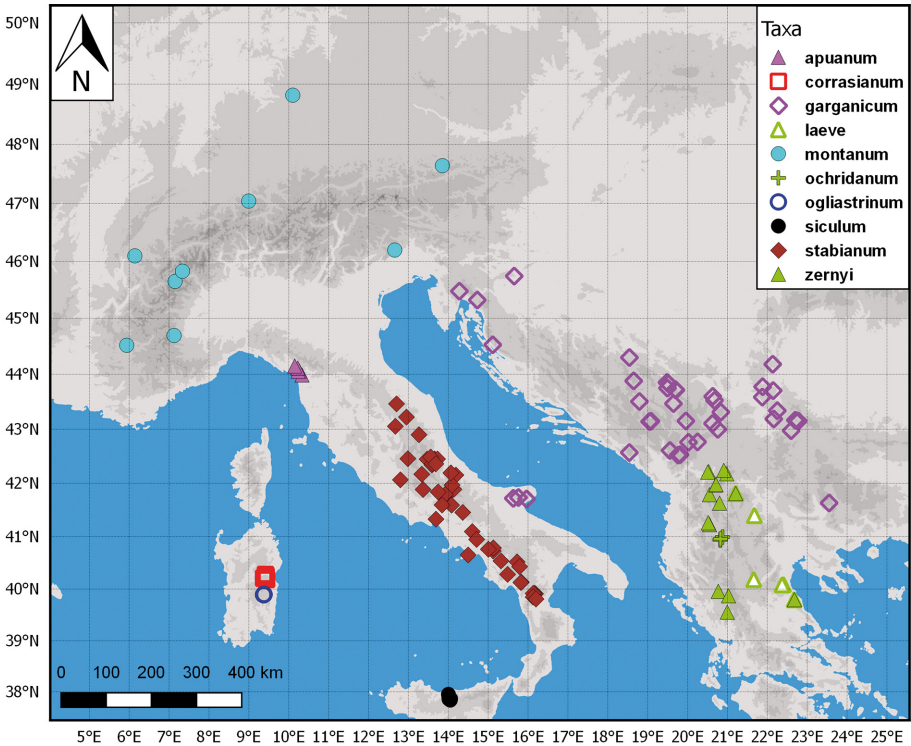 50°N
49°N
48°N
47°N
46°N
45°N
44°N
43°N
42°N
41°N
40°N
39°N
38°N
N
Taxa
apuanum
corrasianum
garganicum
laeve
montanum
ochridanum
ogliastrinum
siculum
stabianum
zernyi
0 100 200 300 400 km
5°E 6°E 7°E 8°E 9°E 10°E 11°E 12°E 13°E 14°E 15°E 16°E 17°E 18°E 19°E 20°E 21°E 22°E 23°E 24°E 25°E